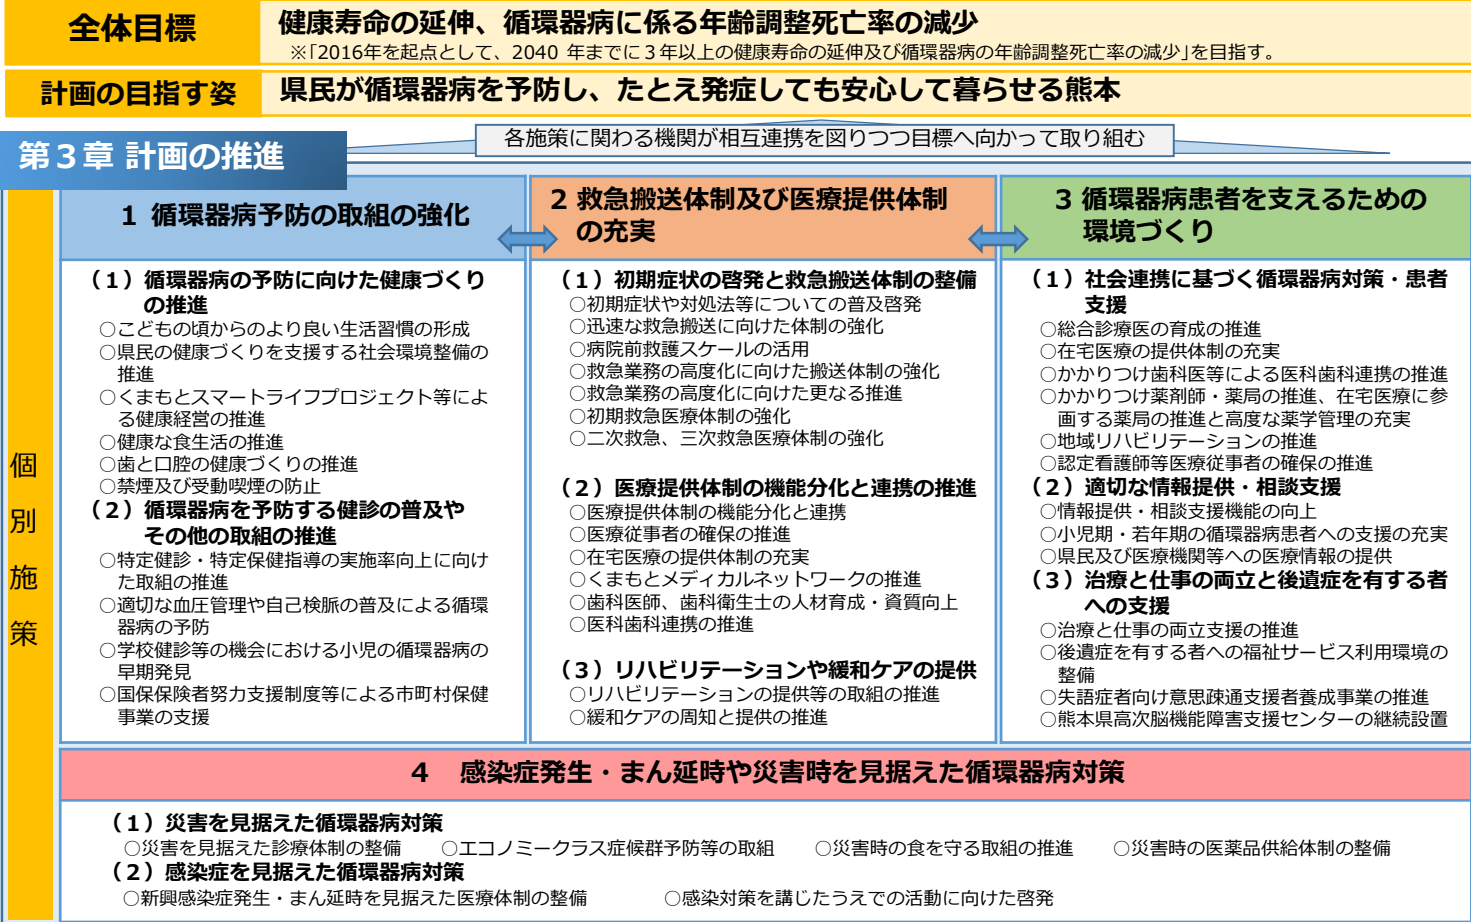 全体目標
健康寿命の延伸、循環器病に係る年齢調整死亡率の減少
※「2016年を起点として、2040 年までに３年以上の健康寿命の延伸及び循環器病の年齢調整死亡率の減少」を目指す。
計画の目指す姿
県民が循環器病を予防し、たとえ発症しても安心して暮らせる熊本
各施策に関わる機関が相互連携を図りつつ目標へ向かって取り組む
第３章 計画の推進
個別施策
１ 循環器病予防の取組の強化
（１）循環器病の予防に向けた健康づくり
の推進
○こどもの頃からのより良い生活習慣の形成
○県民の健康づくりを支援する社会環境整備の
推進
○くまもとスマートライフプロジェクト等によ
る健康経営の推進
○健康な食生活の推進
○歯と口腔の健康づくりの推進
○禁煙及び受動喫煙の防止
（２）循環器病を予防する健診の普及や
その他の取組の推進
○特定健診・特定保健指導の実施率向上に向け
た取組の推進
○適切な血圧管理や自己検脈の普及による循環
器病の予防
○学校健診等の機会における小児の循環器病の
早期発見
○国保保険者努力支援制度等による市町村保健
事業の支援
２ 救急搬送体制及び医療提供体制
の充実
（１）初期症状の啓発と救急搬送体制の整備
○初期症状や対処法等についての普及啓発
○迅速な救急搬送に向けた体制の強化
○病院前救護スケールの活用
○救急業務の高度化に向けた搬送体制の強化
○救急業務の高度化に向けた更なる推進
○初期救急医療体制の強化
○二次救急、三次救急医療体制の強化
（２）医療提供体制の機能分化と連携の推進
○医療提供体制の機能分化と連携
○医療従事者の確保の推進
○在宅医療の提供体制の充実
○くまもとメディカルネットワークの推進
○歯科医師、歯科衛生士の人材育成・資質向上
○医科歯科連携の推進
（３）リハビリテーションや緩和ケアの提供
○リハビリテーションの提供等の取組の推進
○緩和ケアの周知と提供の推進
３ 循環器病患者を支えるための
環境づくり
（１）社会連携に基づく循環器病対策・患者
支援
○総合診療医の育成の推進
○在宅医療の提供体制の充実
○かかりつけ歯科医等による医科歯科連携の推進
○かかりつけ薬剤師・薬局の推進、在宅医療に参
画する薬局の推進と高度な薬学管理の充実
○地域リハビリテーションの推進
○認定看護師等医療従事者の確保の推進
（２）適切な情報提供・相談支援
○情報提供・相談支援機能の向上
○小児期・若年期の循環器病患者への支援の充実
○県民及び医療機関等への医療情報の提供
（３）治療と仕事の両立と後遺症を有する者
への支援
○治療と仕事の両立支援の推進
○後遺症を有する者への福祉サービス利用環境の
整備
○失語症者向け意思疎通支援者養成事業の推進
○熊本県高次脳機能障害支援センターの継続設置
４ 感染症発生・まん延時や災害時を見据えた循環器病対策
（１）災害を見据えた循環器病対策
○災害を見据えた診療体制の整備 ○エコノミークラス症候群予防等の取組 ○災害時の食を守る取組の推進 ○災害時の医薬品供給体制の整備
（２）感染症を見据えた循環器病対策
○新興感染症発生・まん延時を見据えた医療体制の整備 ○感染対策を講じたうえでの活動に向けた啓発